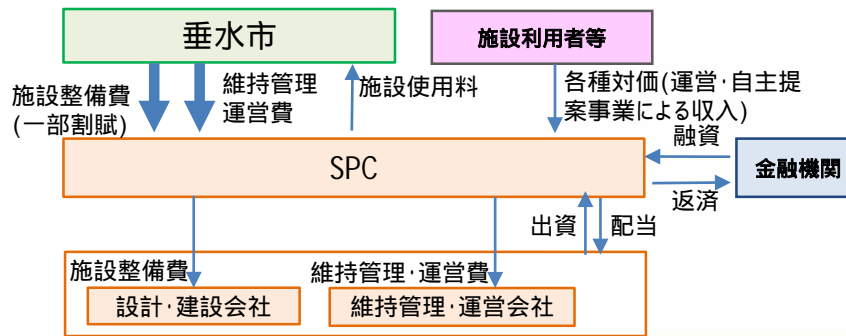 垂水市
施設利用者等
施設整備費
(一部割賦)
維持管理
運営費
施設使用料
各種対価(運営･自主提
案事業による収入)
融資
SPC
金融機関
返済
出資
配当
施設整備費
維持管理･運営費
設計･建設会社
維持管理･運営会社